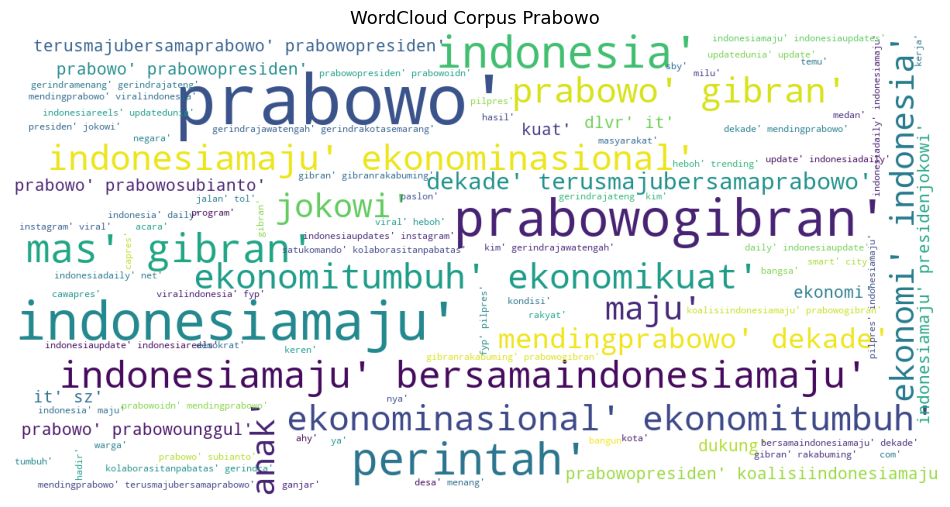 WordCloud Corpus Prabowo
terusmajubersamaprabowo' prabowopresiden'
indonesia'
indonesiamaju' indonesiaupdates'
updatedunia' update'
prabowo' prabowopresiden'
prabowopresiden' prabowoidn'
sby'
milu'
temu'
kerja'
gerindramenang' gerindrajateng'
mendingprabowo' viralindonesia'
prabowo'
pilpres'
prabowo' gibran'
indonesiareels' updatedunia'
hasil'
medan'
presiden' jokowi'
gerindrajawatengah' gerindrakotasemarang'
kuat'
dlvr' it'
dekade' mendingprabowo'
negara'
masyarakat'
indonesiamaju' ekonominasional'
heboh' trending'
update' indonesiadaily'
indonesiadaily' indonesiamaju'
ekonomi' indonesia'
indonesiamaju' presidenjokowi'
gibran' gibranrakabuming'
prabowo' prabowosubianto'
dekade' terusmajubersamaprabowo'
jalan' tol'
paslon'
gerindrajateng' kim'
indonesia' daily'
program'
gibran'
jokowi'
prabowogibran'
instagram' viral'
acara'
viral' heboh'
indonesiaupdates' instagram'
mas' gibran'
capres'
satukomando' kolaborasitanpabatas'
kim' gerindrajawatengah'
daily' indonesiaupdate'
smart' city'
indonesiadaily' net'
ekonomitumbuh' ekonomikuat'
bangsa'
pilpres' indonesiamaju'
cawapres'
viralindonesia' fyp'
kondisi'
ekonomi'
indonesiamaju'
fyp' pilpres'
rakyat'
maju'
koalisiindonesiamaju' prabowogibran'
indonesiaupdate' indonesiareels'
demokrat'
keren'
mendingprabowo' dekade'
gibranrakabuming' prabowogibran'
indonesiamaju' bersamaindonesiamaju'
it' sz'
nya'
indonesia' maju'
prabowoidn' mendingprabowo'
anak'
ekonominasional' ekonomitumbuh'
prabowo' prabowounggul'
ahy'
ya'
bangun'
kota'
dukung'
bersamaindonesiamaju' dekade'
warga'
perintah'
gibran' rakabuming'
com'
tumbuh'
hadir'
prabowo' subianto'
kolaborasitanpabatas' gerindra'
prabowopresiden' koalisiindonesiamaju'
mendingprabowo' terusmajubersamaprabowo'
ganjar'
desa'
menang'